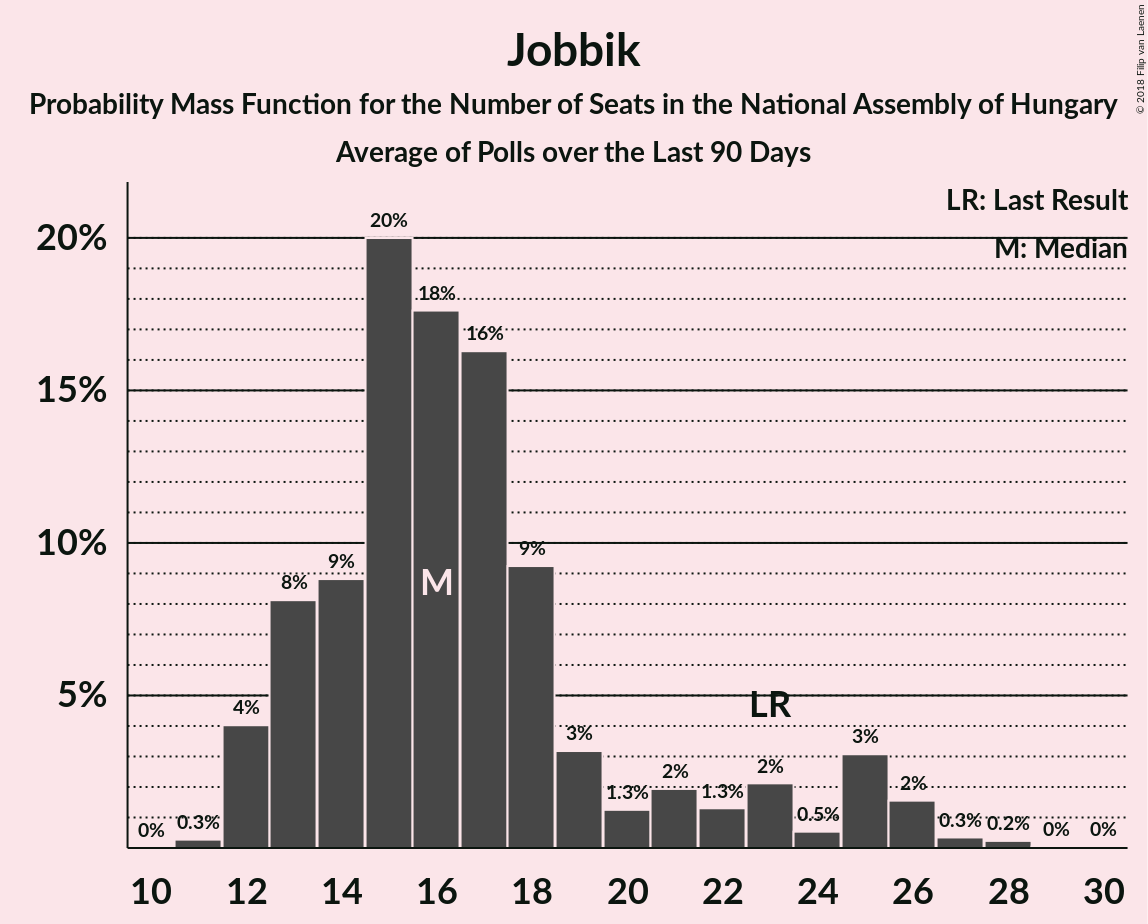 Jobbik
Probability Mass Function for the Number of Seats in the National Assembly of Hungary
Average of Polls over the Last 90 Days
© 2018 Filip van Laenen
LR: Last Result
M: Median
20%
15%
10%
5%
0%
0.3%
4%
8%
9%
20%
18%
16%
9%
3%
1.3%
2%
1.3%
2%
0.5%
3%
2%
0.3%
0.2%
0%
0%
M
LR
10 12 14 16 18 20 22 24 26 28 30